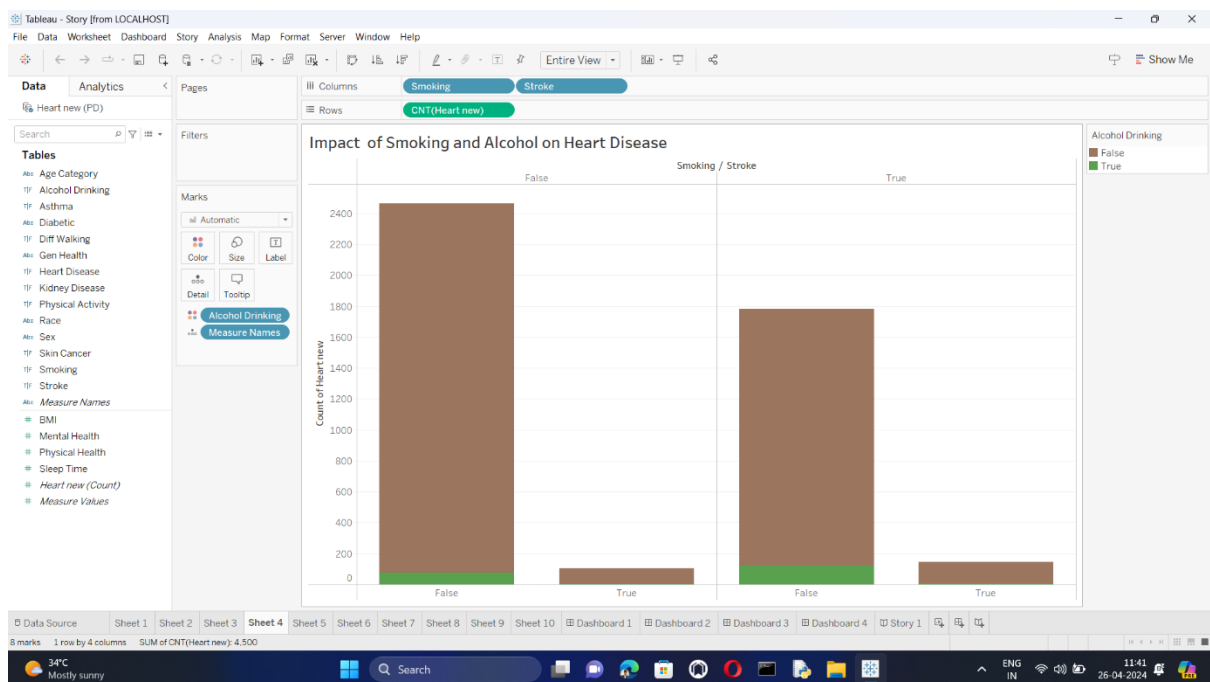 Tableau - Story [from LOCALHOST]
File Data Worksheet Dashboard Story Analysis Map Format Server Window Help
Entire View
Show Me
Data Analytics
Heart new (PD)
Search
Tables
Abc Age Category
T|F Alcohol Drinking
T|F Asthma
Abc Diabetic
T|F Diff Walking
Abc Gen Health
T|F Heart Disease
T|F Kidney Disease
T|F Physical Activity
Abc Race
Abc Sex
T|F Skin Cancer
T|F Smoking
T|F Stroke
Abc Measure Names
# BMI
# Mental Health
# Physical Health
# Sleep Time
# Heart new (Count)
# Measure Values
Pages
Filters
Marks
Automatic
Color Size Label
Detail Tooltip
Alcohol Drinking
Measure Names
Columns Smoking Stroke
Rows CNT(Heart new)
Impact of Smoking and Alcohol on Heart Disease
Smoking / Stroke
False True
Count of Heart new
2400
2200
2000
1800
1600
1400
1200
1000
800
600
400
200
0
False True False True
Alcohol Drinking
False
True
Data Source Sheet 1 Sheet 2 Sheet 3 Sheet 4 Sheet 5 Sheet 6 Sheet 7 Sheet 8 Sheet 9 Sheet 10 Dashboard 1 Dashboard 2 Dashboard 3 Dashboard 4 Story 1
8 marks 1 row by 4 columns SUM of CNT(Heart new): 4,500
34°C
Mostly sunny
Search
ENG
IN
11:41
26-04-2024